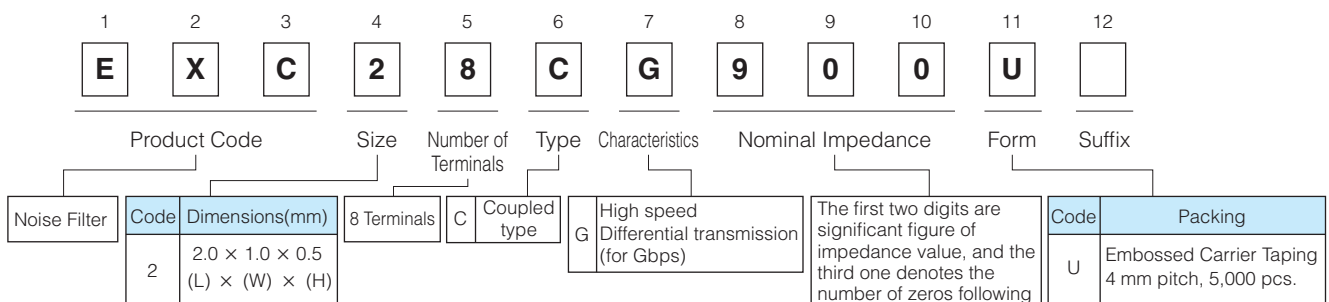 1 2 3 4 5 6 7 8 9 10 11 12
E X C 2 8 C G 9 0 0 U
Product Code Size Number of Terminals Type Characteristics Nominal Impedance Form Suffix
Noise Filter
Code Dimensions(mm)
2 2.0 × 1.0 × 0.5
(L) × (W) × (H)
8 Terminals
C Coupled
type
G High speed
Differential transmission
(for Gbps)
The first two digits are
significant figure of
impedance value, and the
third one denotes the
number of zeros following
Code Packing
U Embossed Carrier Taping
4 mm pitch, 5,000 pcs.